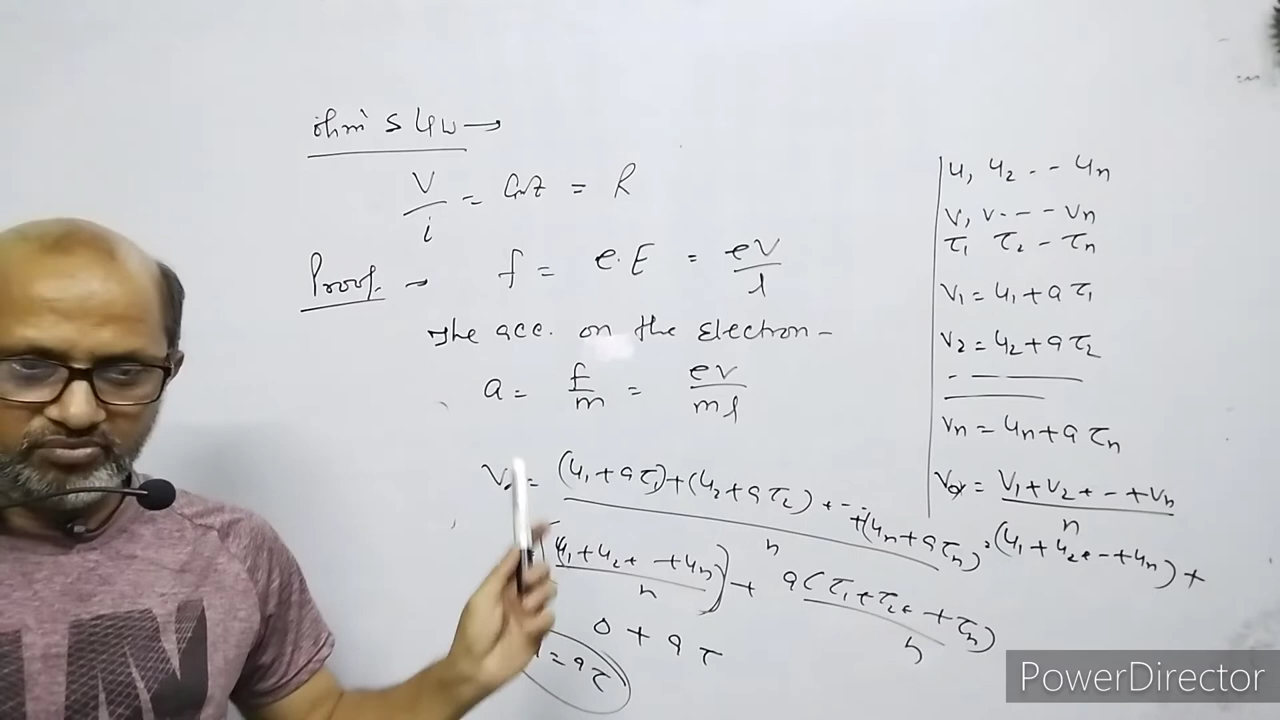 ohm's law →
V/i = Cnst = R
Proof. → f = e.E = eV/l
The acc. on the Electron -
a = f/m = ev/ml
= (u₁ + aτ₁) + (u₂ + aτ₂) + -- + (uₙ + aτₙ) / n
(u₁ + u₂ + - + uₙ) +
(u₁ + u₂ + - + uₙ / n) + a(τ₁ + τ₂ + - + τₙ) / n
0 + aτ
= aτ
u₁ u₂ - - uₙ
v₁ v - - - vₙ
τ₁ τ₂ - τₙ
v₁ = u₁ + aτ₁
v₂ = u₂ + aτ₂
vₙ = uₙ + aτₙ
= v₁ + v₂ + - + vₙ / n
PowerDirector